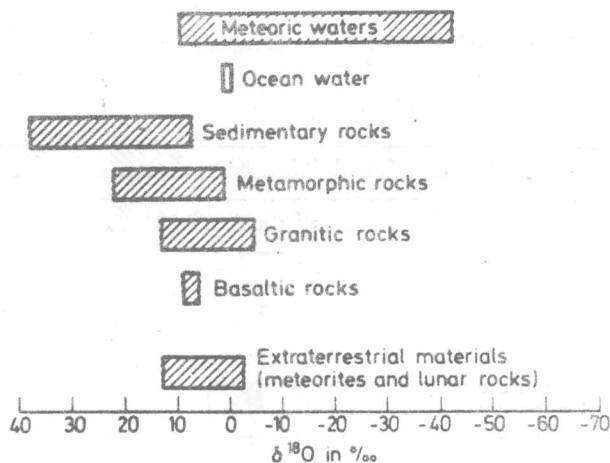 Meteoric waters
Ocean water
Sedimentary rocks
Metamorphic rocks
Granitic rocks
Basaltic rocks
Extraterrestrial materials
(meteorites and lunar rocks)
40 30 20 10 0 -10 -20 -30 -40 -50 -60 -70
δ ¹⁸O in ‰